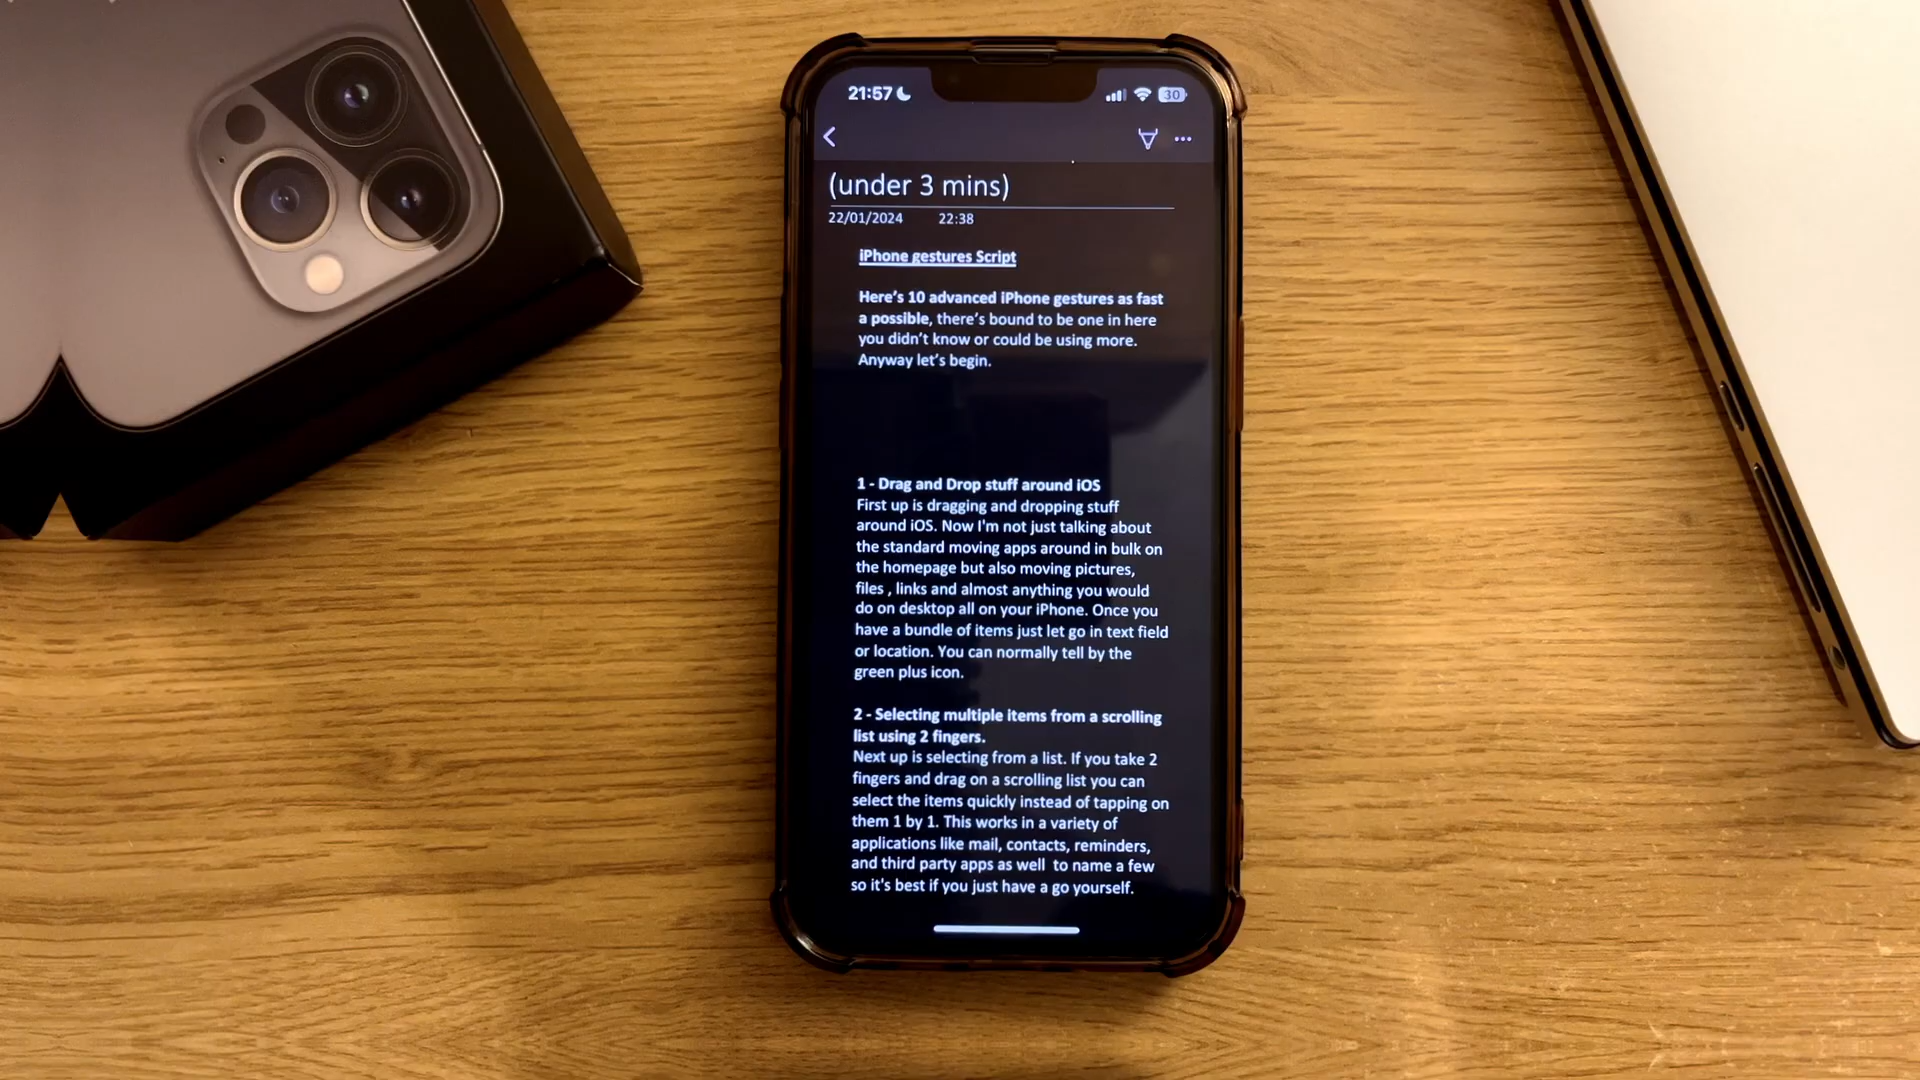 21:57
30
(under 3 mins)
22/01/2024 22:38
iPhone gestures Script
Here's 10 advanced iPhone gestures as fast
a possible, there's bound to be one in here
you didn't know or could be using more.
Anyway let's begin.
1 - Drag and Drop stuff around iOS
First up is dragging and dropping stuff
around iOS. Now I'm not just talking about
the standard moving apps around in bulk on
the homepage but also moving pictures,
files , links and almost anything you would
do on desktop all on your iPhone. Once you
have a bundle of items just let go in text field
or location. You can normally tell by the
green plus icon.
2 - Selecting multiple items from a scrolling
list using 2 fingers.
Next up is selecting from a list. If you take 2
fingers and drag on a scrolling list you can
select the items quickly instead of tapping on
them 1 by 1. This works in a variety of
applications like mail, contacts, reminders,
and third party apps as well  to name a few
so it's best if you just have a go yourself.